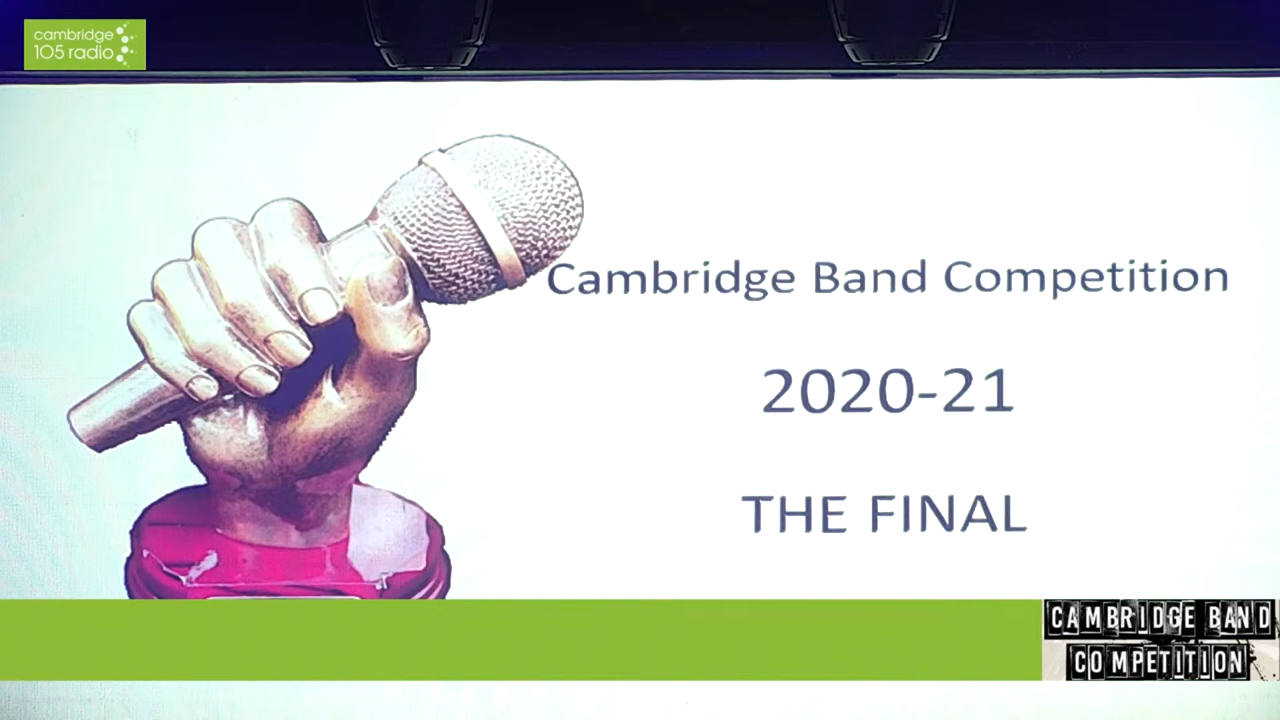 cambridge
105 radio
Cambridge Band Competition
2020-21
THE FINAL
CAMBRIDGE BAND
COMPETITION